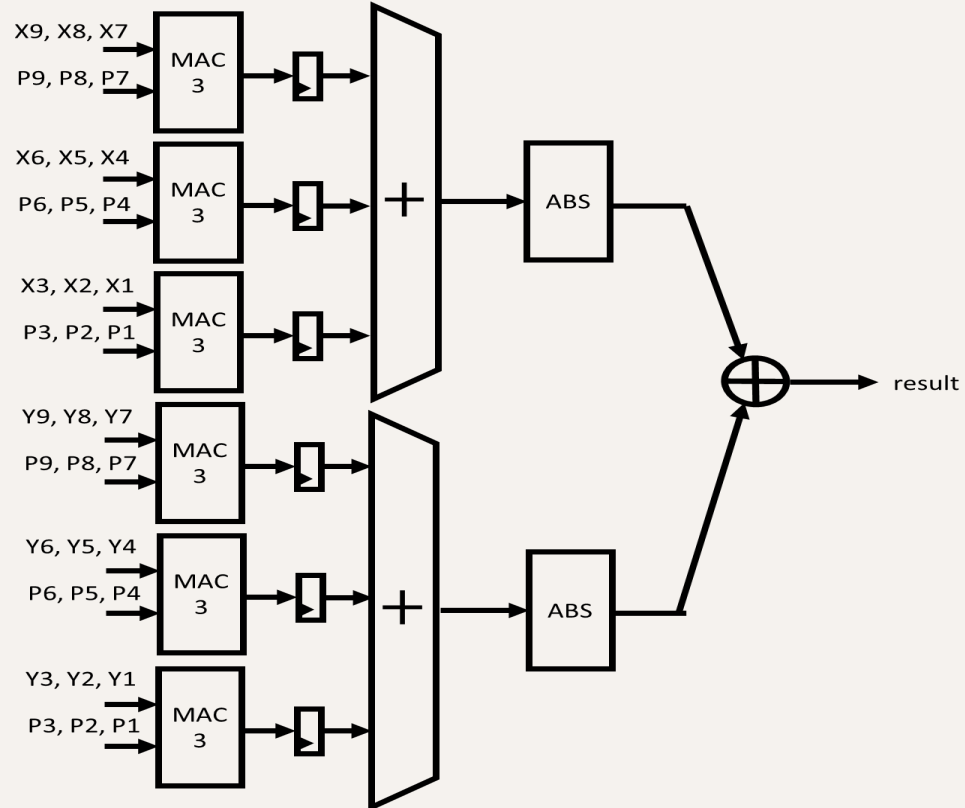 X9, X8, X7
P9, P8, P7
MAC
3
X6, X5, X4
P6, P5, P4
MAC
3
+
ABS
X3, X2, X1
P3, P2, P1
MAC
3
result
Y9, Y8, Y7
P9, P8, P7
MAC
3
Y6, Y5, Y4
P6, P5, P4
MAC
3
+
ABS
Y3, Y2, Y1
P3, P2, P1
MAC
3